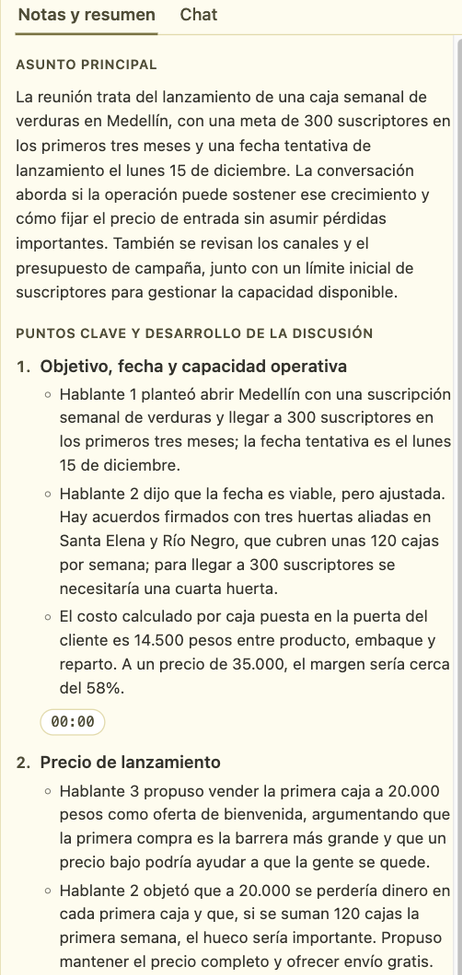 Notas y resumen Chat
ASUNTO PRINCIPAL
La reunión trata del lanzamiento de una caja semanal de
verduras en Medellín, con una meta de 300 suscriptores en
los primeros tres meses y una fecha tentativa de
lanzamiento el lunes 15 de diciembre. La conversación
aborda si la operación puede sostener ese crecimiento y
cómo fijar el precio de entrada sin asumir pérdidas
importantes. También se revisan los canales y el
presupuesto de campaña, junto con un límite inicial de
suscriptores para gestionar la capacidad disponible.
PUNTOS CLAVE Y DESARROLLO DE LA DISCUSIÓN
1. Objetivo, fecha y capacidad operativa
◦ Hablante 1 planteó abrir Medellín con una suscripción
semanal de verduras y llegar a 300 suscriptores en
los primeros tres meses; la fecha tentativa es el lunes
15 de diciembre.
◦ Hablante 2 dijo que la fecha es viable, pero ajustada.
Hay acuerdos firmados con tres huertas aliadas en
Santa Elena y Río Negro, que cubren unas 120 cajas
por semana; para llegar a 300 suscriptores se
necesitaría una cuarta huerta.
◦ El costo calculado por caja puesta en la puerta del
cliente es 14.500 pesos entre producto, embaque y
reparto. A un precio de 35.000, el margen sería cerca
del 58%.
00:00
2. Precio de lanzamiento
◦ Hablante 3 propuso vender la primera caja a 20.000
pesos como oferta de bienvenida, argumentando que
la primera compra es la barrera más grande y que un
precio bajo podría ayudar a que la gente se quede.
◦ Hablante 2 objetó que a 20.000 se perdería dinero en
cada primera caja y que, si se suman 120 cajas la
primera semana, el hueco sería importante. Propuso
mantener el precio completo y ofrecer envío gratis.